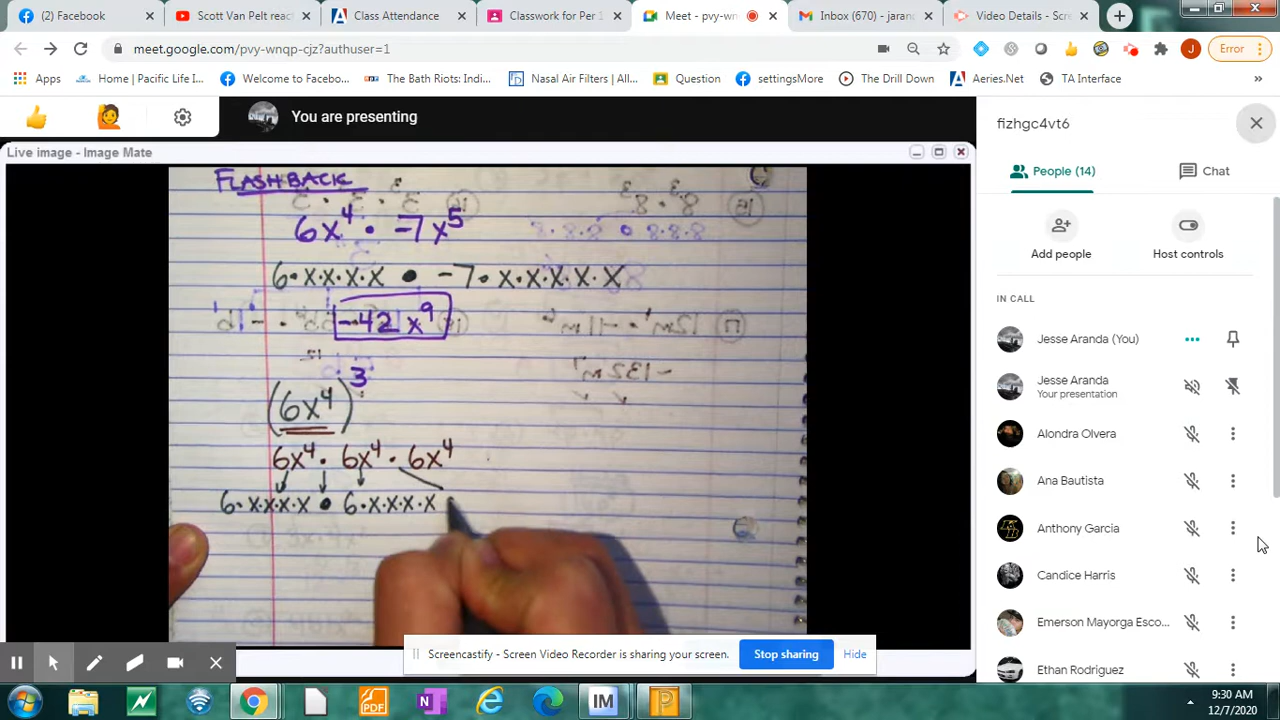 (2) Facebook
Scott Van Pelt reac
Class Attendance
Classwork for Per 1
Meet - pvy-wnqp
Inbox (670) - jaran
Video Details - Scre
meet.google.com/pvy-wnqp-cjz?authuser=1
J Error
Apps Home | Pacific Life I... Welcome to Facebo... The Bath Riots: Indi... Nasal Air Filters | All... Question settingsMore The Drill Down Aeries.Net TA Interface »
You are presenting
fizhgc4vt6
Live image - Image Mate
People (14) Chat
Add people Host controls
IN CALL
Jesse Aranda (You)
Jesse Aranda
Your presentation
Alondra Olvera
Ana Bautista
Anthony Garcia
Candice Harris
Emerson Mayorga Esco...
Ethan Rodriguez
FLASHBACK
6x⁴ • -7x⁵
6•x•x•x•x • -7•x•x•x•x•x
-42x⁹
(6x⁴)³
6x⁴ • 6x⁴ • 6x⁴
6•x•x•x•x • 6•x•x•x•x
Screencastify - Screen Video Recorder is sharing your screen. Stop sharing Hide
IM
9:30 AM
12/7/2020